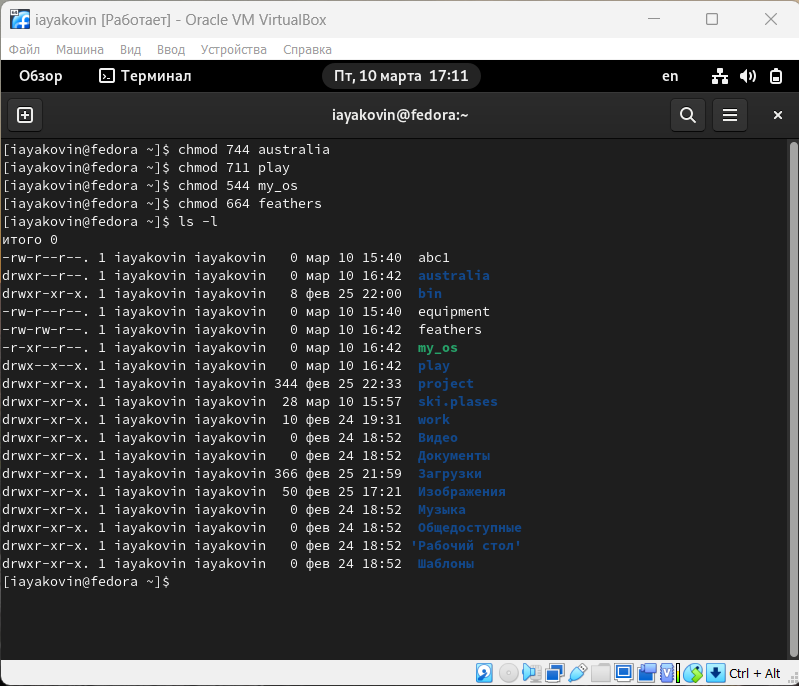 iayakovin [Работает] - Oracle VM VirtualBox
Файл Машина Вид Ввод Устройства Справка
Обзор Терминал Пт, 10 марта 17:11 en
iayakovin@fedora:~
[iayakovin@fedora ~]$ chmod 744 australia
[iayakovin@fedora ~]$ chmod 711 play
[iayakovin@fedora ~]$ chmod 544 my_os
[iayakovin@fedora ~]$ chmod 664 feathers
[iayakovin@fedora ~]$ ls -l
итого 0
-rw-r--r--. 1 iayakovin iayakovin   0 мар 10 15:40  abc1
drwxr--r--. 1 iayakovin iayakovin   0 мар 10 16:42  australia
drwxr-xr-x. 1 iayakovin iayakovin   8 фев 25 22:00  bin
-rw-r--r--. 1 iayakovin iayakovin   0 мар 10 15:40  equipment
-rw-rw-r--. 1 iayakovin iayakovin   0 мар 10 16:42  feathers
-r-xr--r--. 1 iayakovin iayakovin   0 мар 10 16:42  my_os
drwx--x--x. 1 iayakovin iayakovin   0 мар 10 16:42  play
drwxr-xr-x. 1 iayakovin iayakovin 344 фев 25 22:33  project
drwxr-xr-x. 1 iayakovin iayakovin  28 мар 10 15:57  ski.plases
drwxr-xr-x. 1 iayakovin iayakovin  10 фев 24 19:31  work
drwxr-xr-x. 1 iayakovin iayakovin   0 фев 24 18:52  Видео
drwxr-xr-x. 1 iayakovin iayakovin   0 фев 24 18:52  Документы
drwxr-xr-x. 1 iayakovin iayakovin 366 фев 25 21:59  Загрузки
drwxr-xr-x. 1 iayakovin iayakovin  50 фев 25 17:21  Изображения
drwxr-xr-x. 1 iayakovin iayakovin   0 фев 24 18:52  Музыка
drwxr-xr-x. 1 iayakovin iayakovin   0 фев 24 18:52  Общедоступные
drwxr-xr-x. 1 iayakovin iayakovin   0 фев 24 18:52 'Рабочий стол'
drwxr-xr-x. 1 iayakovin iayakovin   0 фев 24 18:52  Шаблоны
[iayakovin@fedora ~]$
Ctrl + Alt